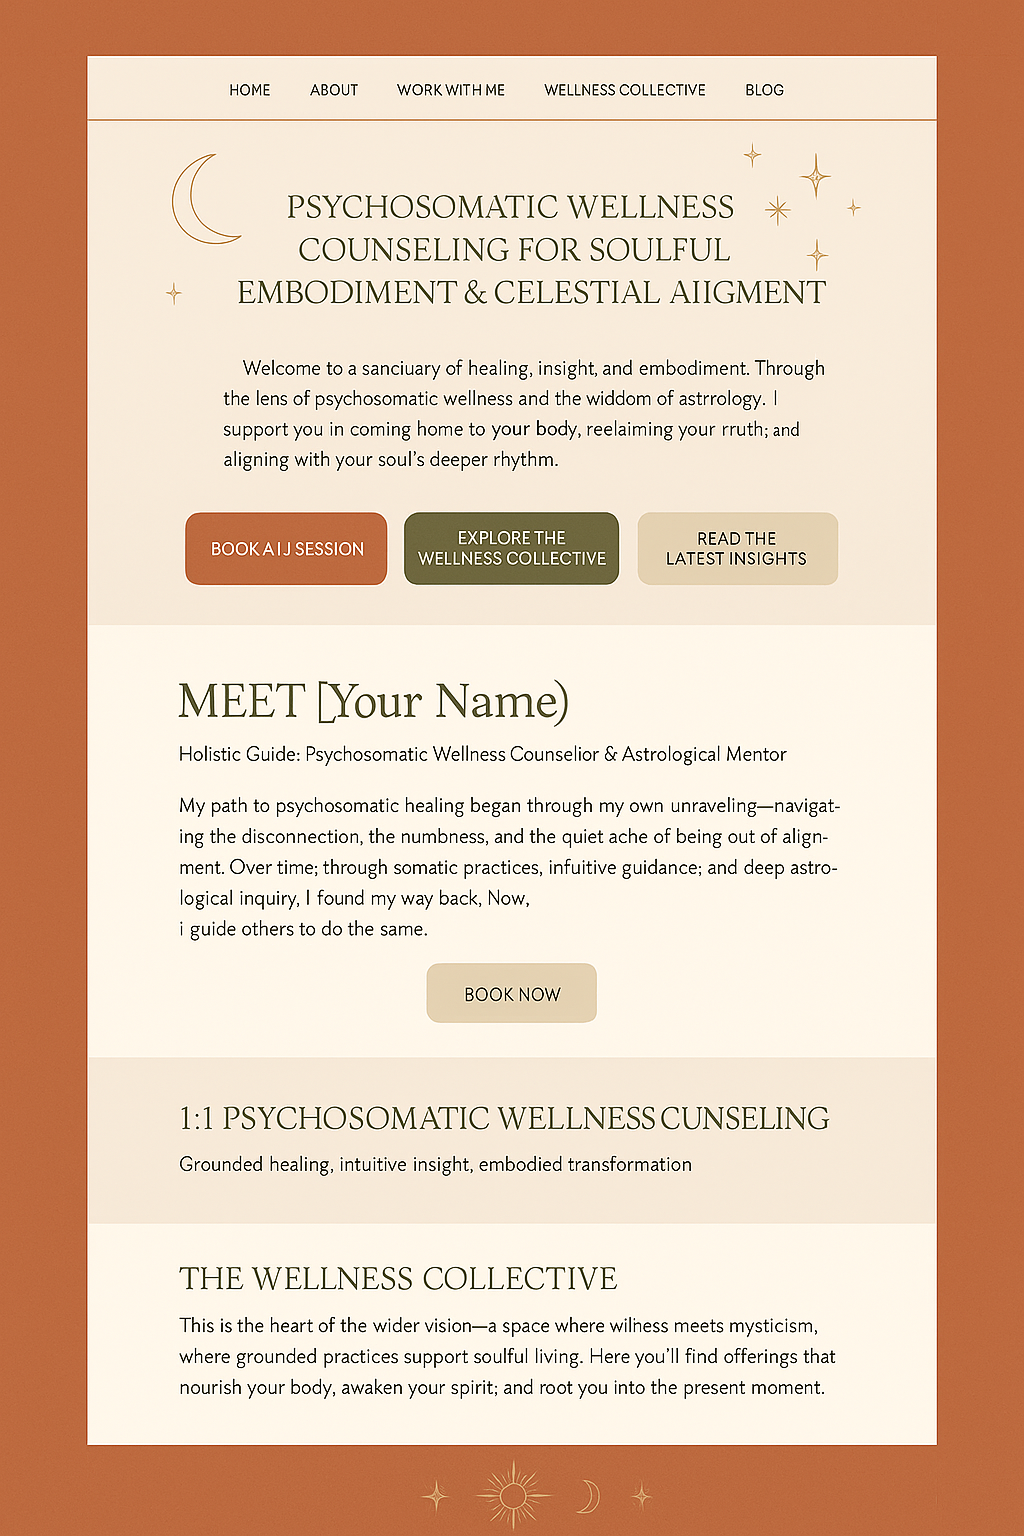 HOME ABOUT WORK WITH ME WELLNESS COLLECTIVE BLOG
PSYCHOSOMATIC WELLNESS
COUNSELING FOR SOULFUL
EMBODIMENT & CELESTIAL AIIGMENT
Welcome to a sanciuary of healing, insight, and embodiment. Through
the lens of psychosomatic wellness and the widdom of astrrology. I
support you in coming home to your body, reelaiming your rruth; and
aligning with your soul's deeper rhythm.
BOOK A I J SESSION
EXPLORE THE
WELLNESS COLLECTIVE
READ THE
LATEST INSIGHTS
MEET [Your Name)
Holistic Guide: Psychosomatic Wellness Counselior & Astrological Mentor
My path to psychosomatic healing began through my own unraveling—navigat-
ing the disconnection, the numbness, and the quiet ache of being out of align-
ment. Over time; through somatic practices, infuitive guidance; and deep astro-
logical inquiry, I found my way back, Now,
i guide others to do the same.
BOOK NOW
1:1 PSYCHOSOMATIC WELLNESS CUNSELING
Grounded healing, intuitive insight, embodied transformation
THE WELLNESS COLLECTIVE
This is the heart of the wider vision—a space where wilness meets mysticism,
where grounded practices support soulful living. Here you'll find offerings that
nourish your body, awaken your spirit; and root you into the present moment.